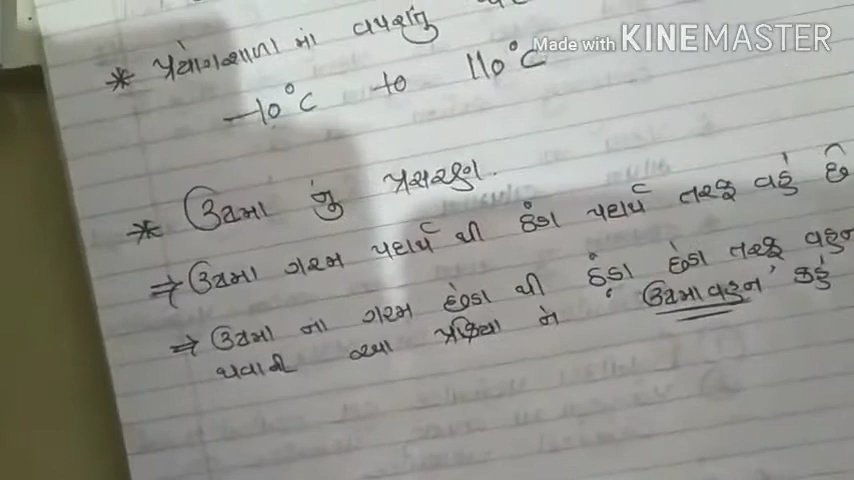 Made with KINEMASTER
* પ્રયોગશાળા માં વપરાતુ
-10°C to 110°C
* ઉષ્મા નું પ્રસરણ.
⇒ ઉષ્મા ગરમ પદાર્થ થી ઠંડા પદાર્થ તરફ વહે છે
⇒ ઉષ્મા ના ગરમ છેડા થી ઠંડા છેડા તરફ વહન
થવાની આ પ્રક્રિયા ને 'ઉષ્માવહન' કહે